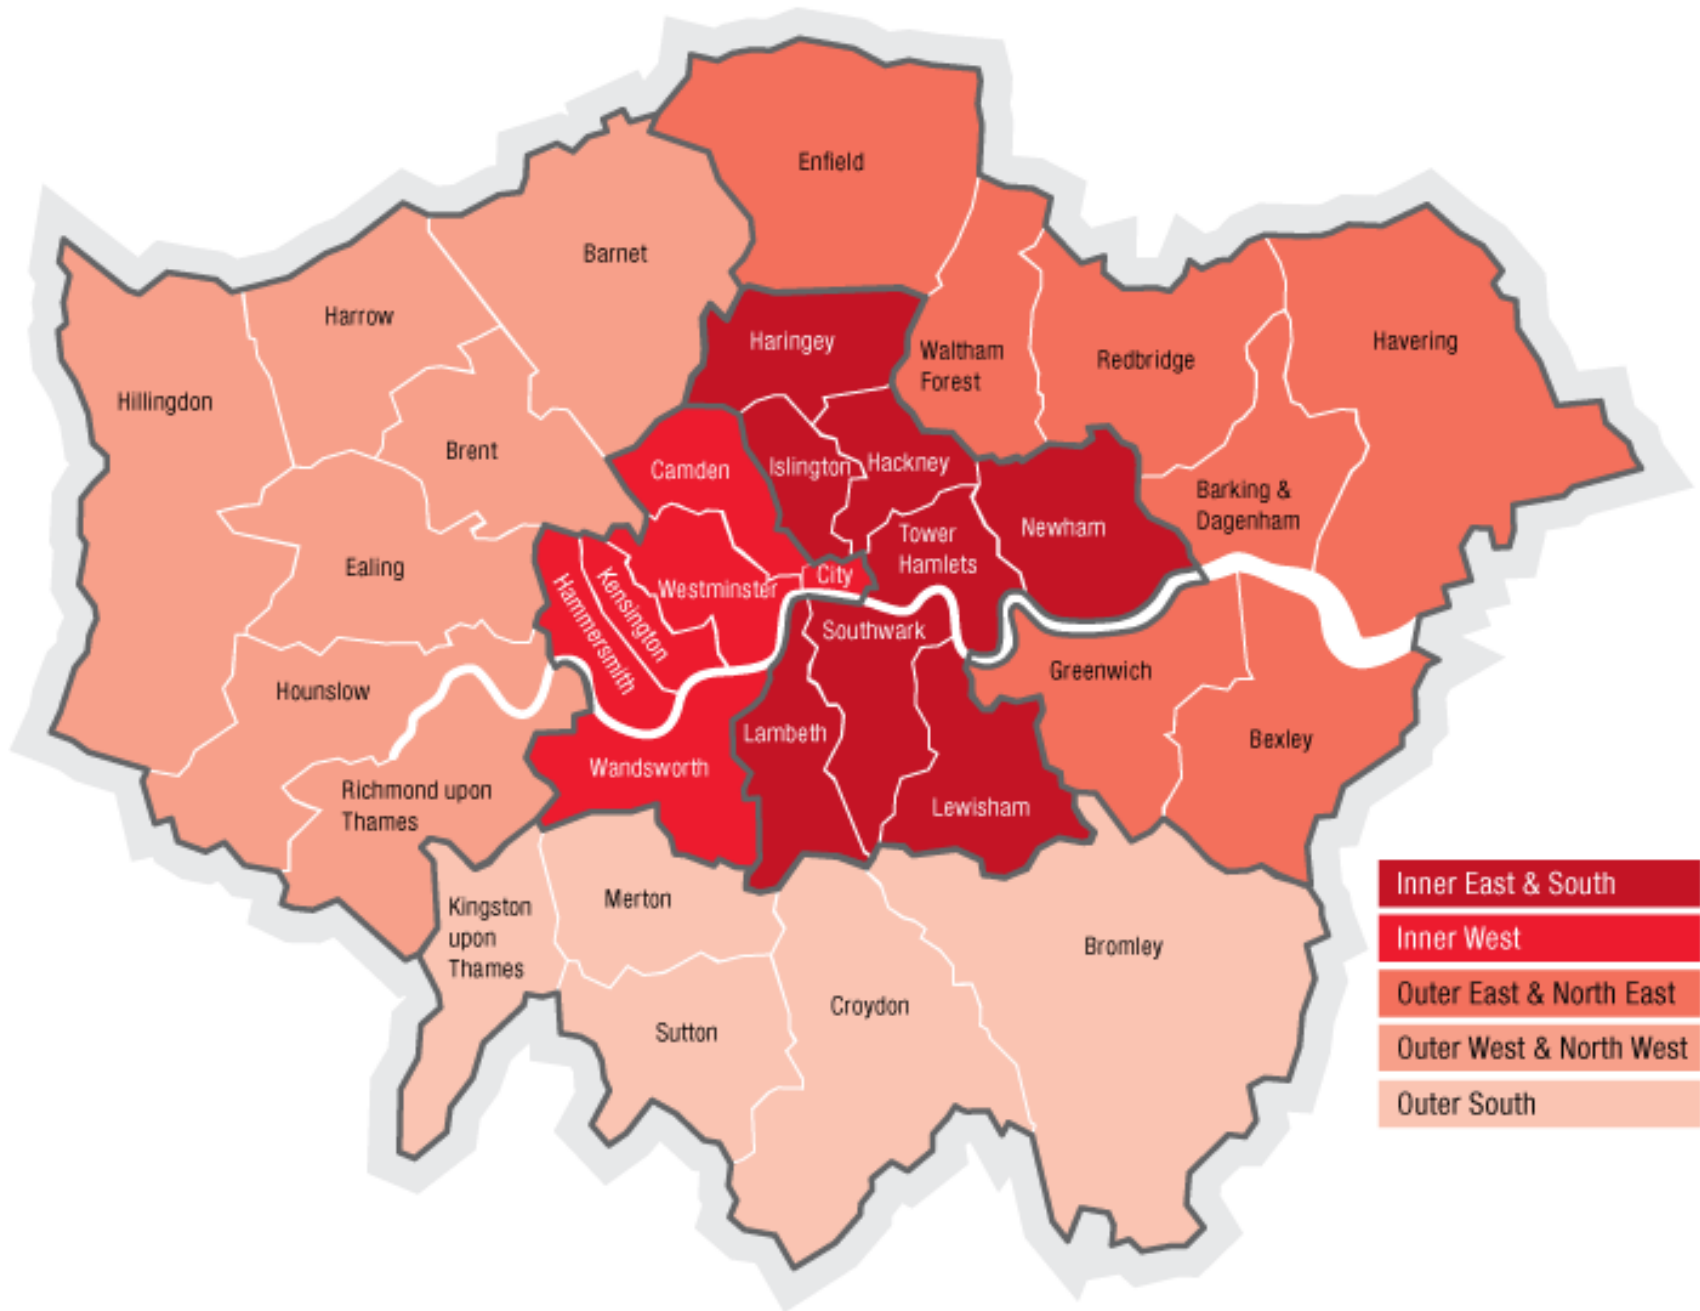 Enfield
Barnet
Harrow
Haringey
Waltham
Forest
Redbridge
Havering
Hillingdon
Brent
Camden
Islington
Hackney
Barking &
Dagenham
Newham
Tower
Hamlets
Ealing
City
Westminster
Kensington
Hammersmith
Southwark
Greenwich
Hounslow
Lambeth
Bexley
Wandsworth
Richmond upon
Thames
Lewisham
Merton
Kingston
upon
Thames
Bromley
Croydon
Sutton
Inner East & South
Inner West
Outer East & North East
Outer West & North West
Outer South